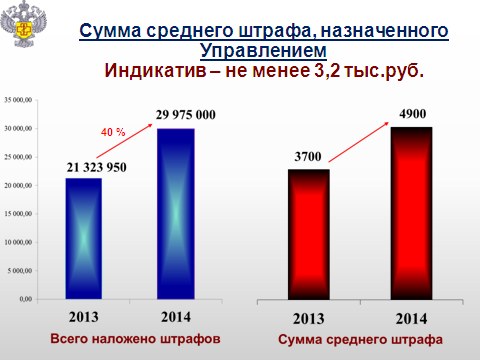 Сумма среднего штрафа, назначенного
Управлением
Индикатив – не менее 3,2 тыс.руб.
35 000,00
30 000,00
25 000,00
20 000,00
15 000,00
10 000,00
5 000,00
0,00
40 %
21 323 950
29 975 000
2013
2014
Всего наложено штрафов
3700
4900
2013
2014
Сумма среднего штрафа